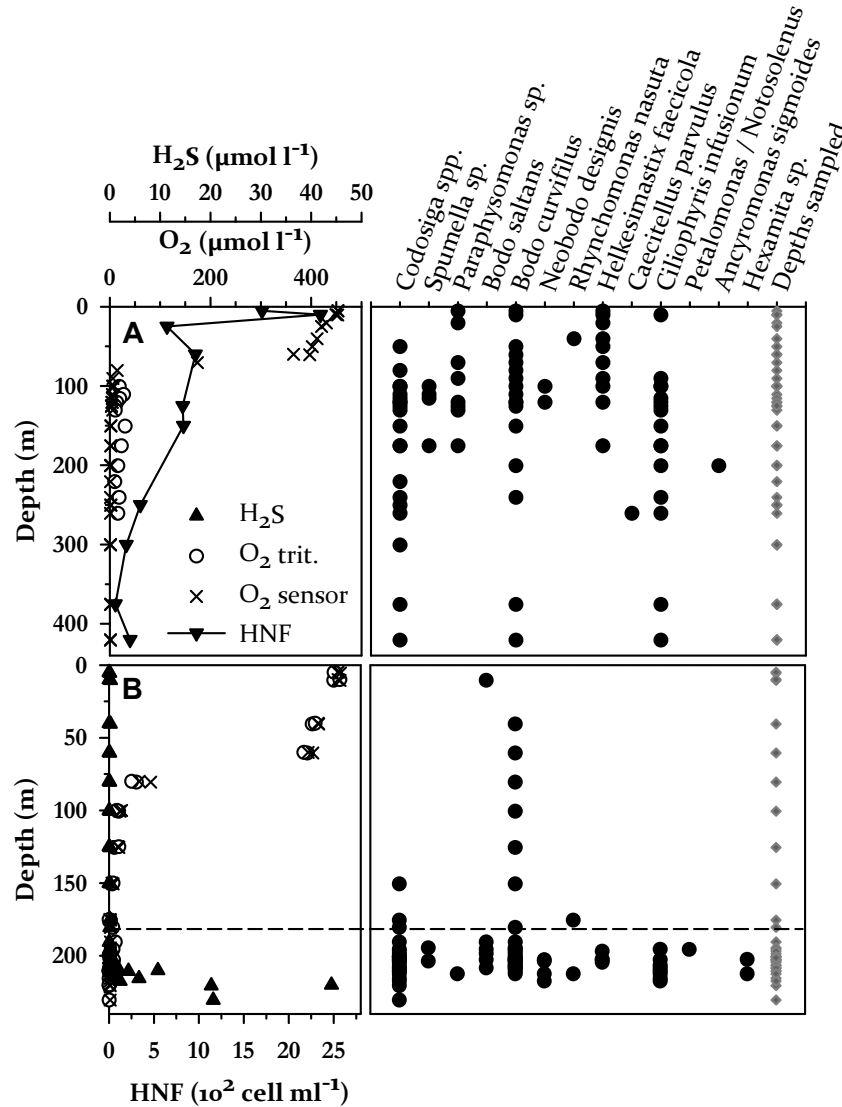 Codosiga spp.
Spumella sp.
Paraphysomonas sp.
Bodo saltans
Bodo curvifilus
Neobodo designis
Rhynchomonas nasuta
Helkesimastix faecicola
Caecitellus parvulus
Ciliophyris infusionum
Petalomonas / Notosolenus
Ancyromonas sigmoides
Hexamita sp.
Depths sampled
H₂S (µmol l⁻¹)
0 10 20 30 40 50
O₂ (µmol l⁻¹)
0 200 400
Depth (m)
0
100
200
300
400
A
H₂S
O₂ trit.
O₂ sensor
HNF
Depth (m)
0
50
100
150
200
B
0 5 10 20 25
HNF (10² cell ml⁻¹)